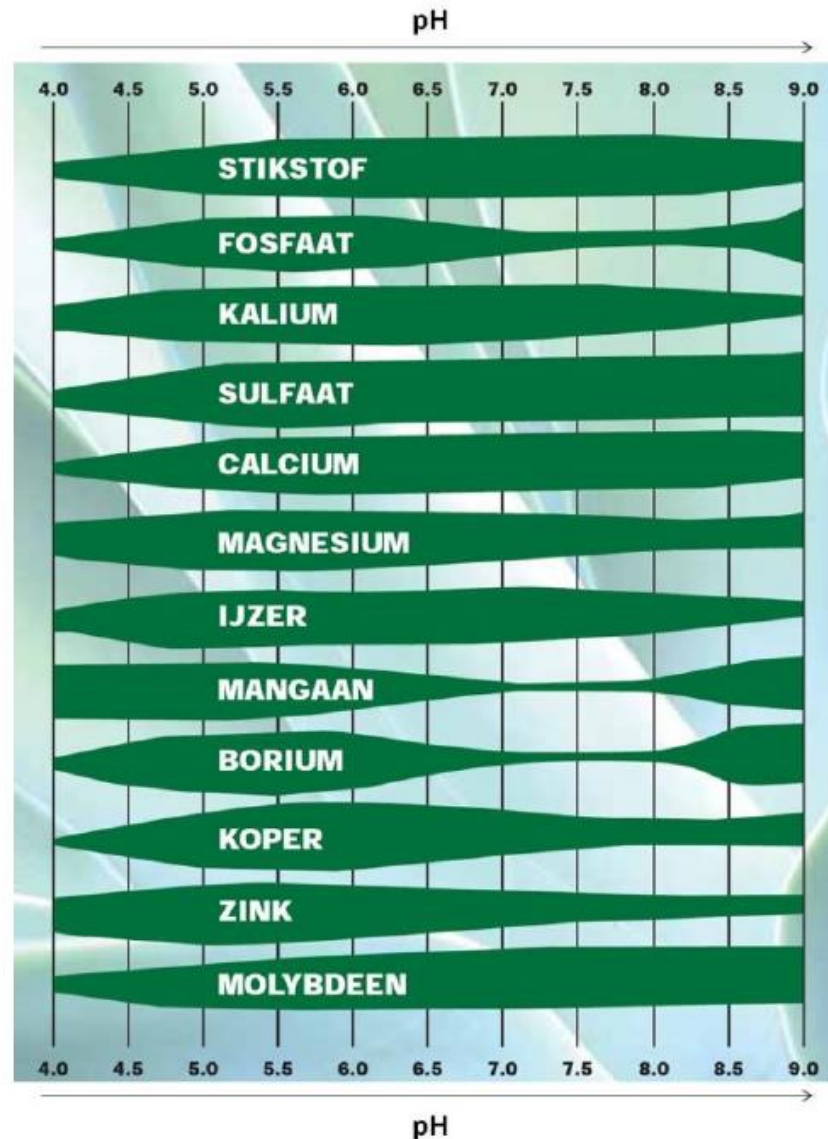 pH
4.0 4.5 5.0 5.5 6.0 6.5 7.0 7.5 8.0 8.5 9.0
STIKSTOF
FOSFAAT
KALIUM
SULFAAT
CALCIUM
MAGNESIUM
IJZER
MANGAAN
BORIUM
KOPER
ZINK
MOLYBDEEN
4.0 4.5 5.0 5.5 6.0 6.5 7.0 7.5 8.0 8.5 9.0
pH